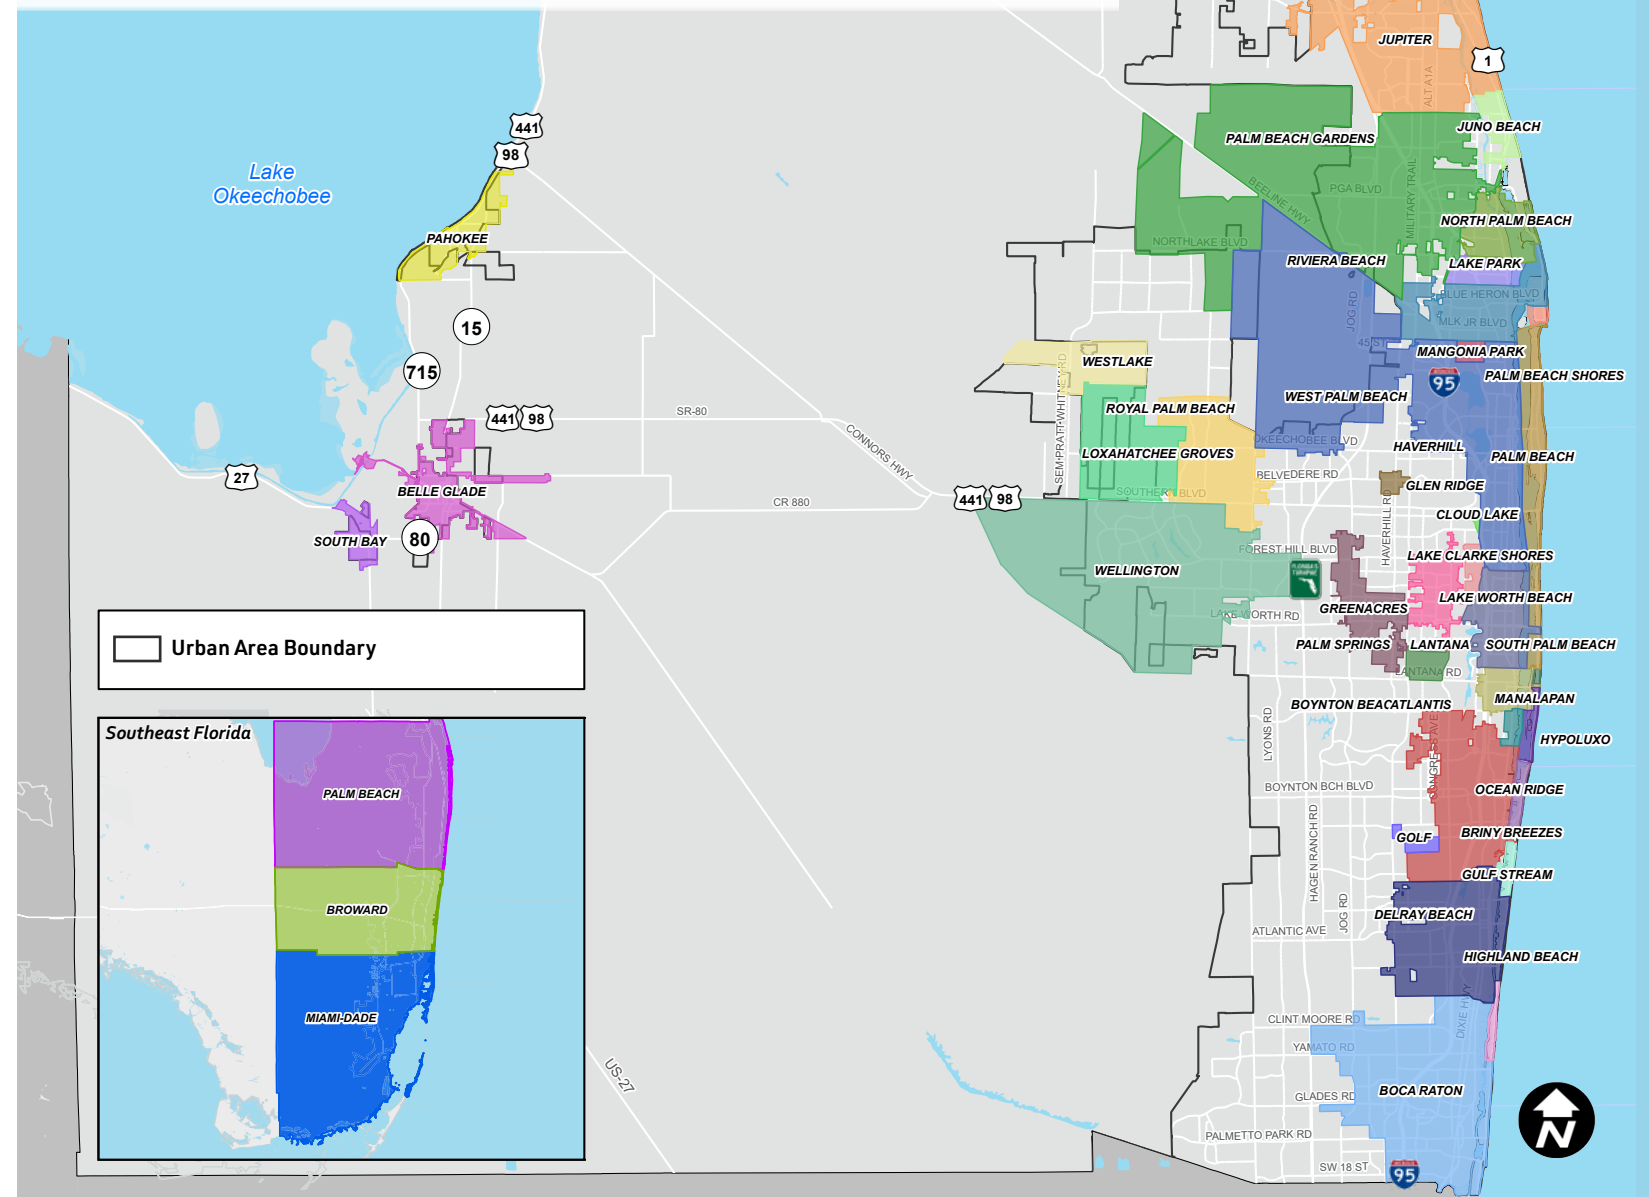 JUPITER
1
ALT A1A
441
98
JUNO BEACH
PALM BEACH GARDENS
Lake
Okeechobee
BEELINE HWY
PGA BLVD
MILITARY TRAIL
NORTH PALM BEACH
PAHOKEE
NORTHLAKE BLVD
RIVIERA BEACH
LAKE PARK
BLUE HERON BLVD
JOG RD
MLK JR BLVD
15
45 ST
MANGONIA PARK
715
WESTLAKE
95
PALM BEACH SHORES
SEM-PRATT-WHITNEY RD
WEST PALM BEACH
441
98
SR-80
ROYAL PALM BEACH
CONNORS HWY
OKEECHOBEE BLVD
HAVERHILL
LOXAHATCHEE GROVES
PALM BEACH
27
BELVEDERE RD
BELLE GLADE
SOUTHERN BLVD
GLEN RIDGE
CR 880
441
98
CLOUD LAKE
HAVERHILL RD
SOUTH BAY
80
FOREST HILL BLVD
LAKE CLARKE SHORES
WELLINGTON
FLORIDA'S
TURNPIKE
LAKE WORTH BEACH
LAKE WORTH RD
GREENACRES
PALM SPRINGS
LANTANA
SOUTH PALM BEACH
Urban Area Boundary
LANTANA RD
MANALAPAN
BOYNTON BEACATLANTIS
LYONS RD
CONGRESS AVE
HYPOLUXO
Southeast Florida
BOYNTON BCH BLVD
OCEAN RIDGE
PALM BEACH
HAGEN RANCH RD
GOLF
BRINY BREEZES
GULF STREAM
BROWARD
JOG RD
DELRAY BEACH
ATLANTIC AVE
HIGHLAND BEACH
MIAMI-DADE
DIXIE HWY
CLINT MOORE RD
YAMATO RD
US-27
GLADES RD
BOCA RATON
PALMETTO PARK RD
N
SW 18 ST
95